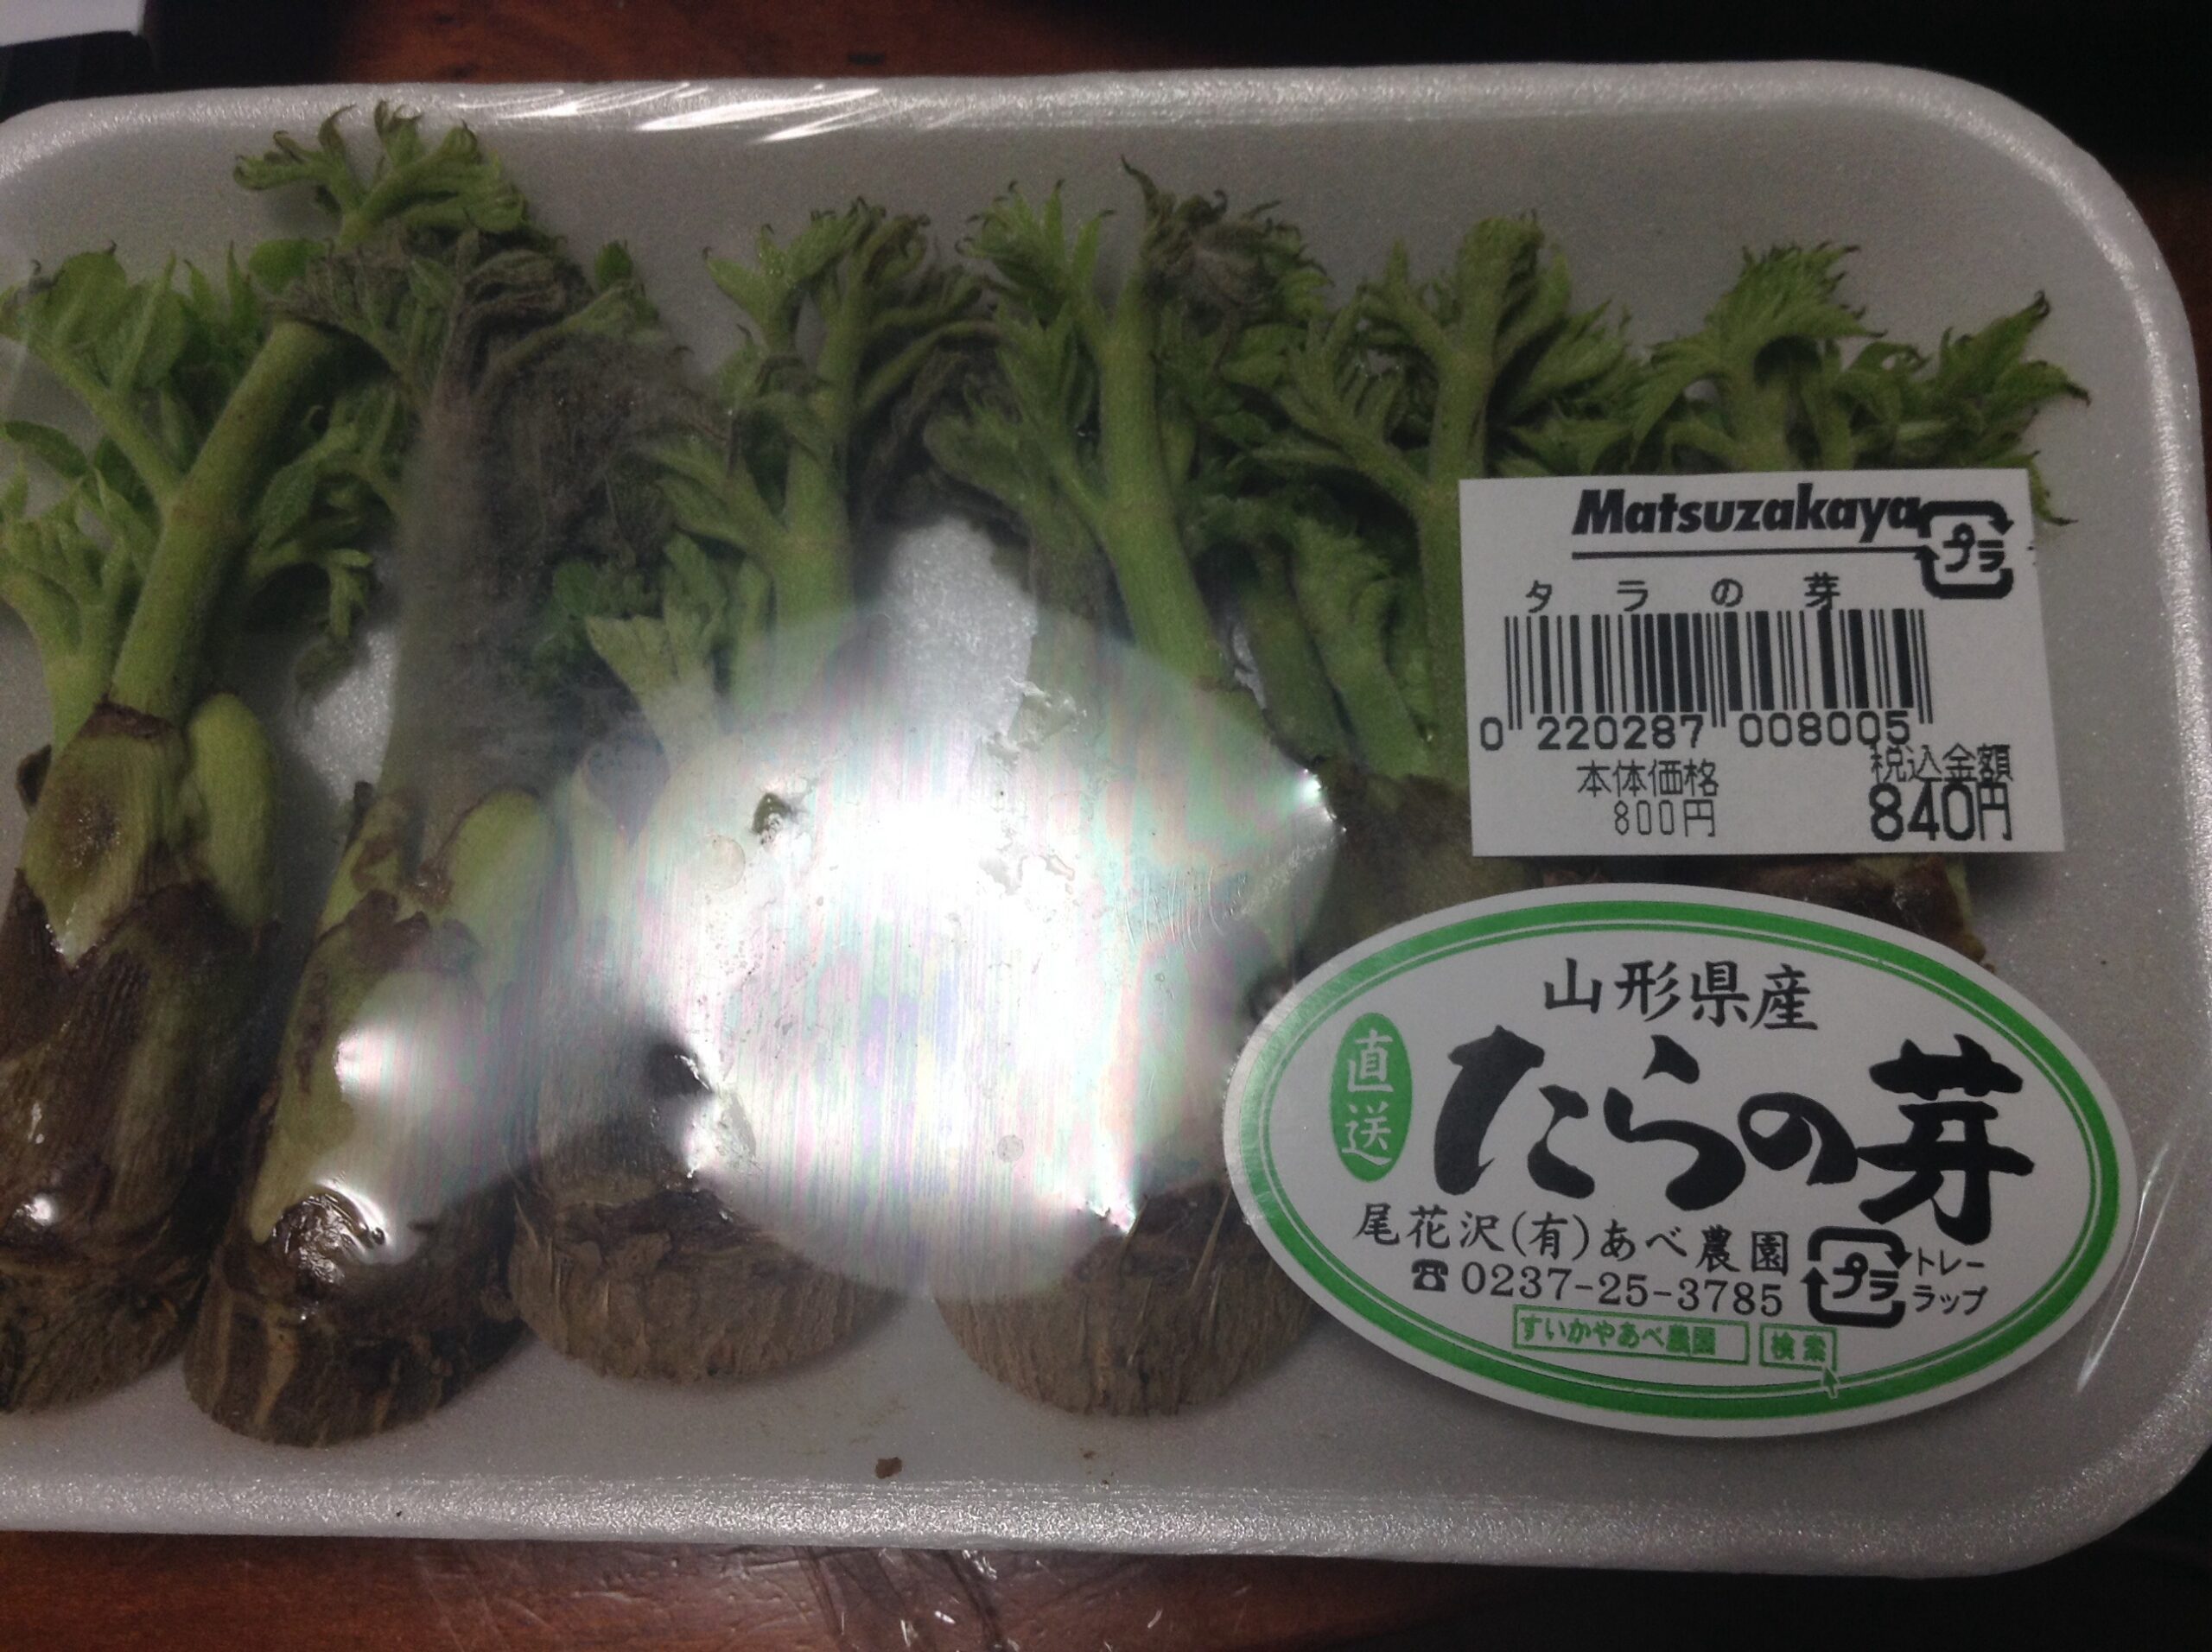 Matsuzakaya
プラ
タラの芽
0 220287 008005
本体価格 税込金額
800円 840円
山形県産
直送
たらの芽
尾花沢(有)あべ農園
☎0237-25-3785
プラ トレー
ラップ
すいかやあべ農園 検索